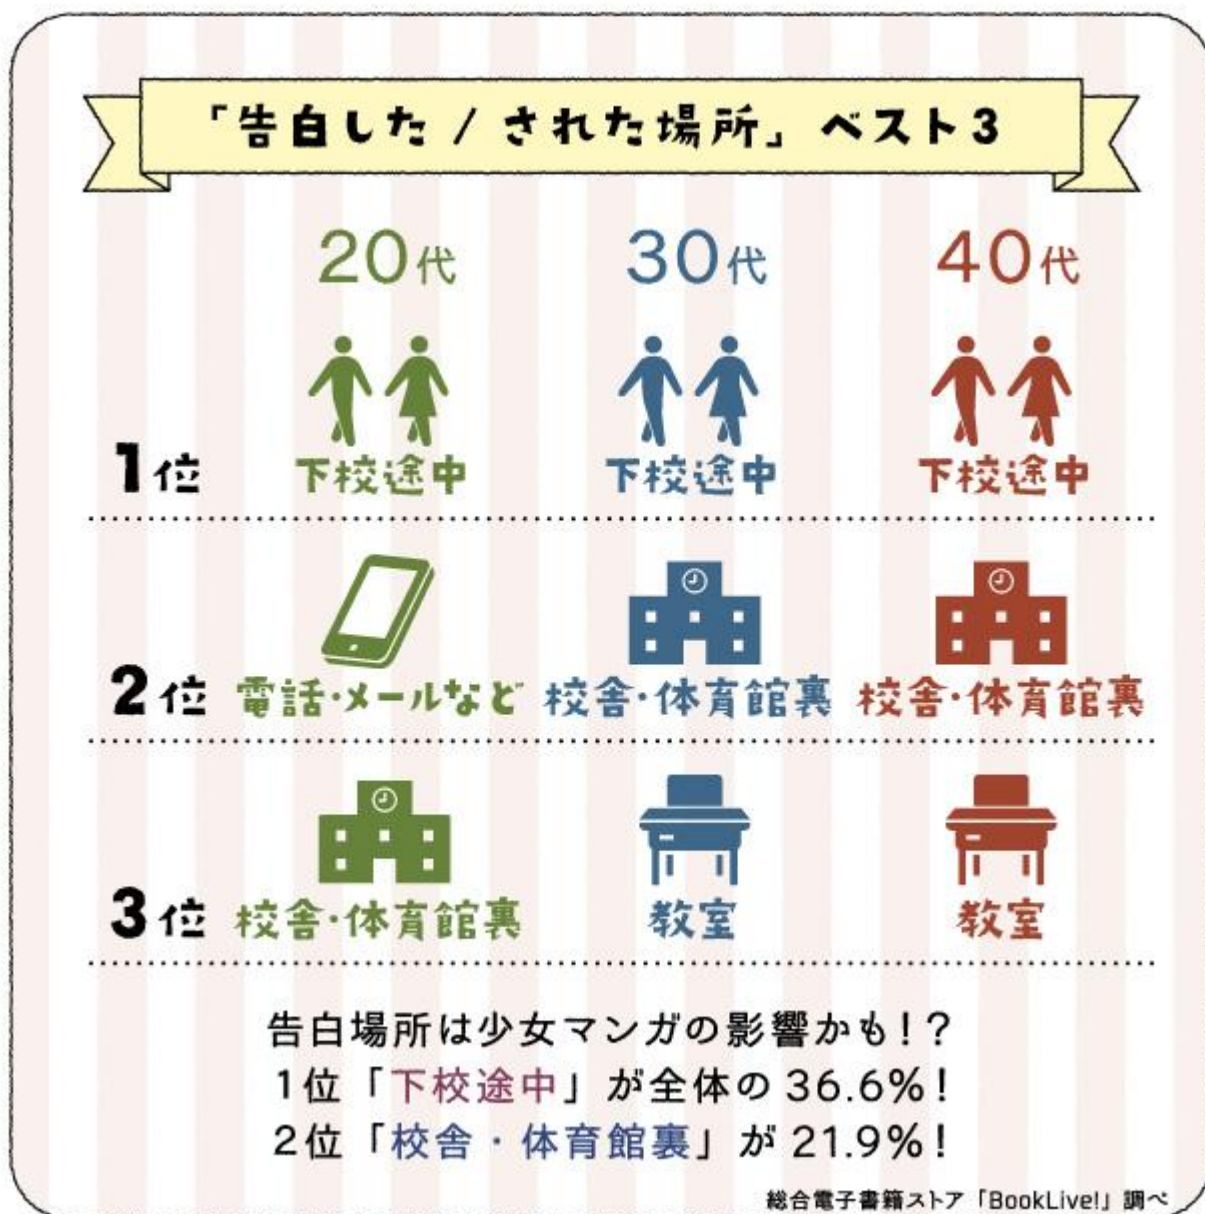 「告白した / された場所」ベスト3
20代 30代 40代
1位 下校途中 下校途中 下校途中
2位 電話・メールなど 校舎・体育館裏 校舎・体育館裏
3位 校舎・体育館裏 教室 教室
告白場所は少女マンガの影響かも！？
1位「下校途中」が全体の 36.6％！
2位「校舎・体育館裏」が 21.9％！
総合電子書籍ストア「BookLive!」調べ